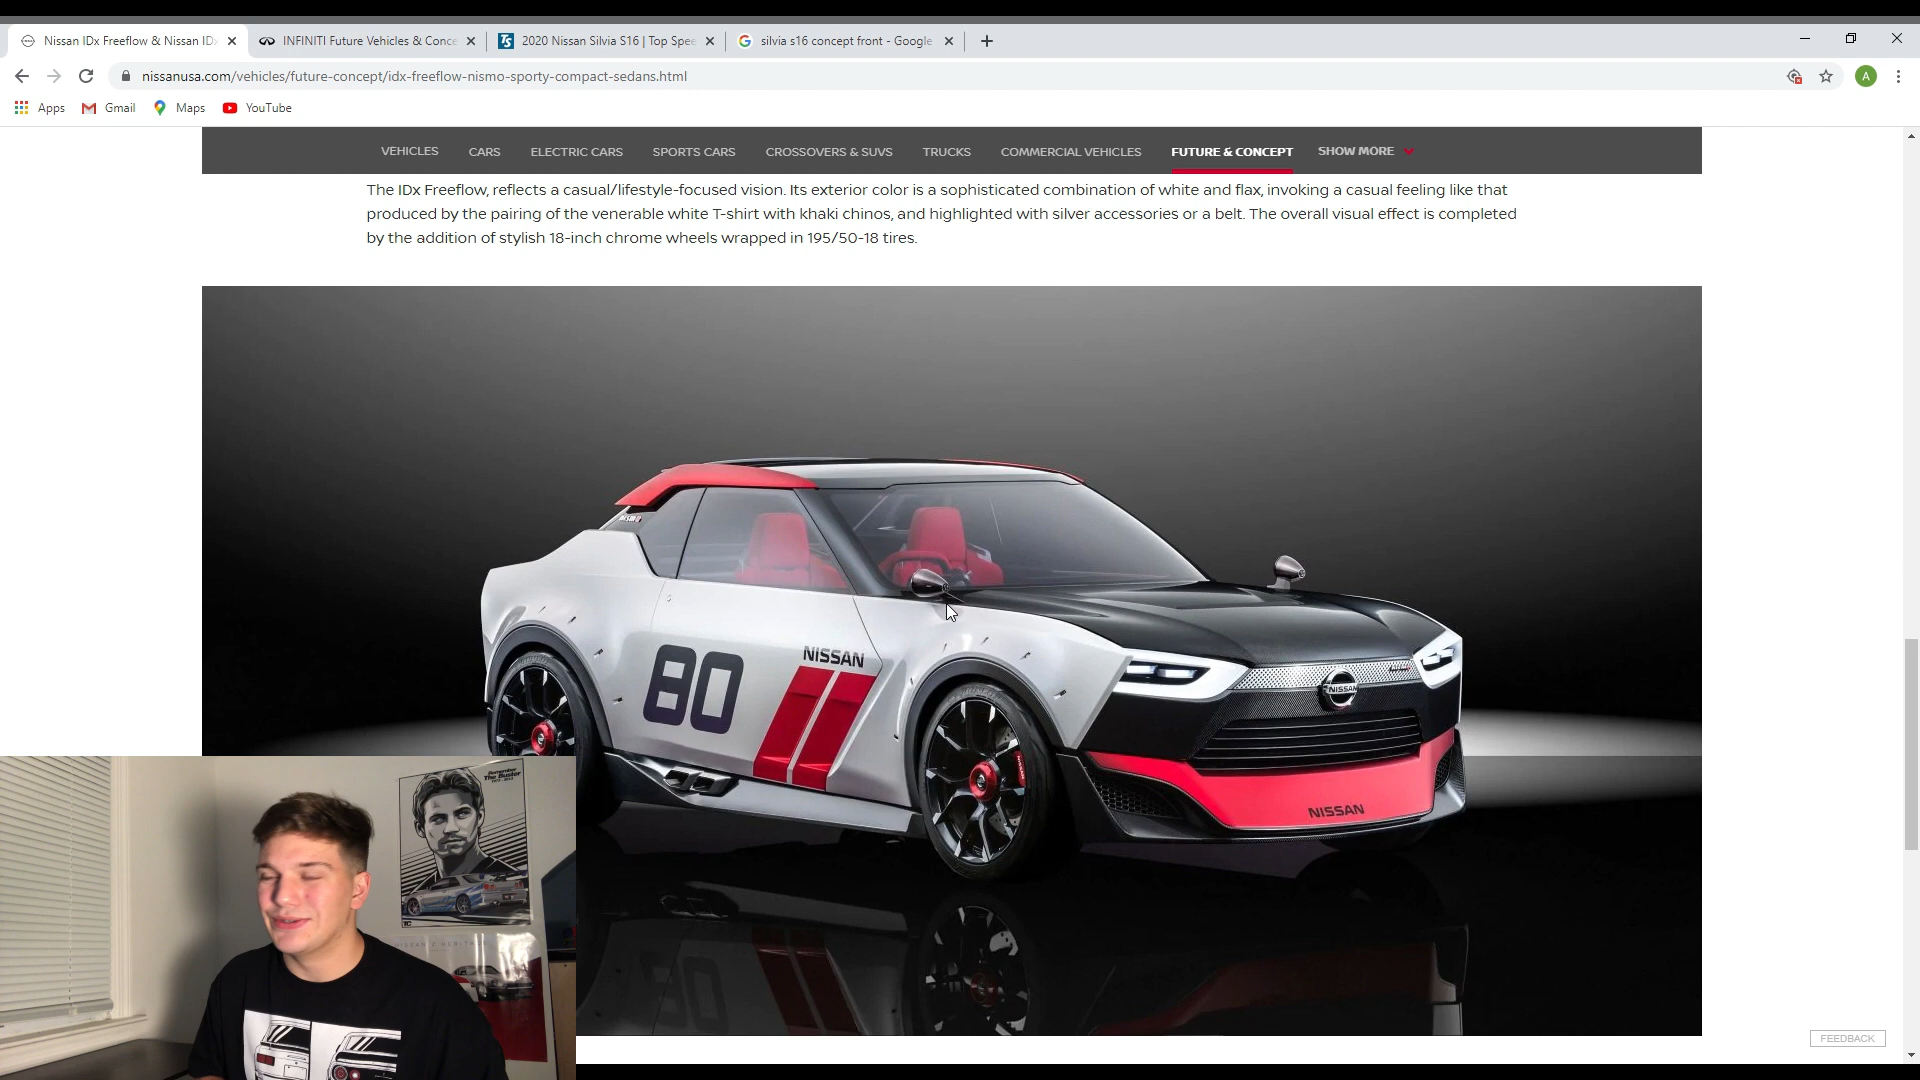 Nissan IDx Freeflow & Nissan ID
INFINITI Future Vehicles & Conce
2020 Nissan Silvia S16 | Top Spee
silvia s16 concept front - Google
nissanusa.com/vehicles/future-concept/idx-freeflow-nismo-sporty-compact-sedans.html
A
Apps
Gmail
Maps
YouTube
VEHICLES
CARS
ELECTRIC CARS
SPORTS CARS
CROSSOVERS & SUVS
TRUCKS
COMMERCIAL VEHICLES
FUTURE & CONCEPT
SHOW MORE
The IDx Freeflow, reflects a casual/lifestyle-focused vision. Its exterior color is a sophisticated combination of white and flax, invoking a casual feeling like that
produced by the pairing of the venerable white T-shirt with khaki chinos, and highlighted with silver accessories or a belt. The overall visual effect is completed
by the addition of stylish 18-inch chrome wheels wrapped in 195/50-18 tires.
nismo
80
NISSAN
NISSAN
NISSAN
Remember
The Buster
FEEDBACK